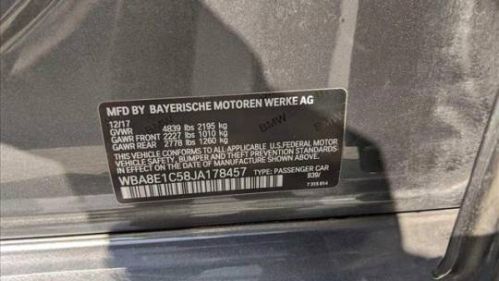 MFD BY BAYERISCHE MOTOREN WERKE AG
12/17
GVWR 4839 lbs 2195 kg
GAWR FRONT 2227 lbs 1010 kg
GAWR REAR 2778 lbs 1260 kg
THIS VEHICLE CONFORMS TO ALL APPLICABLE
U.S.FEDERAL MOTOR VEHICLE SAFETY,
BUMPER, AND THEFT PREVENTION STANDARDS
IN EFFECT ON THE DATE OF MANUFACTURE
SHOWN ABOVE.
WBA8E1C58JA178457 TYPE: PASSENGER CAR
B39/
BMW